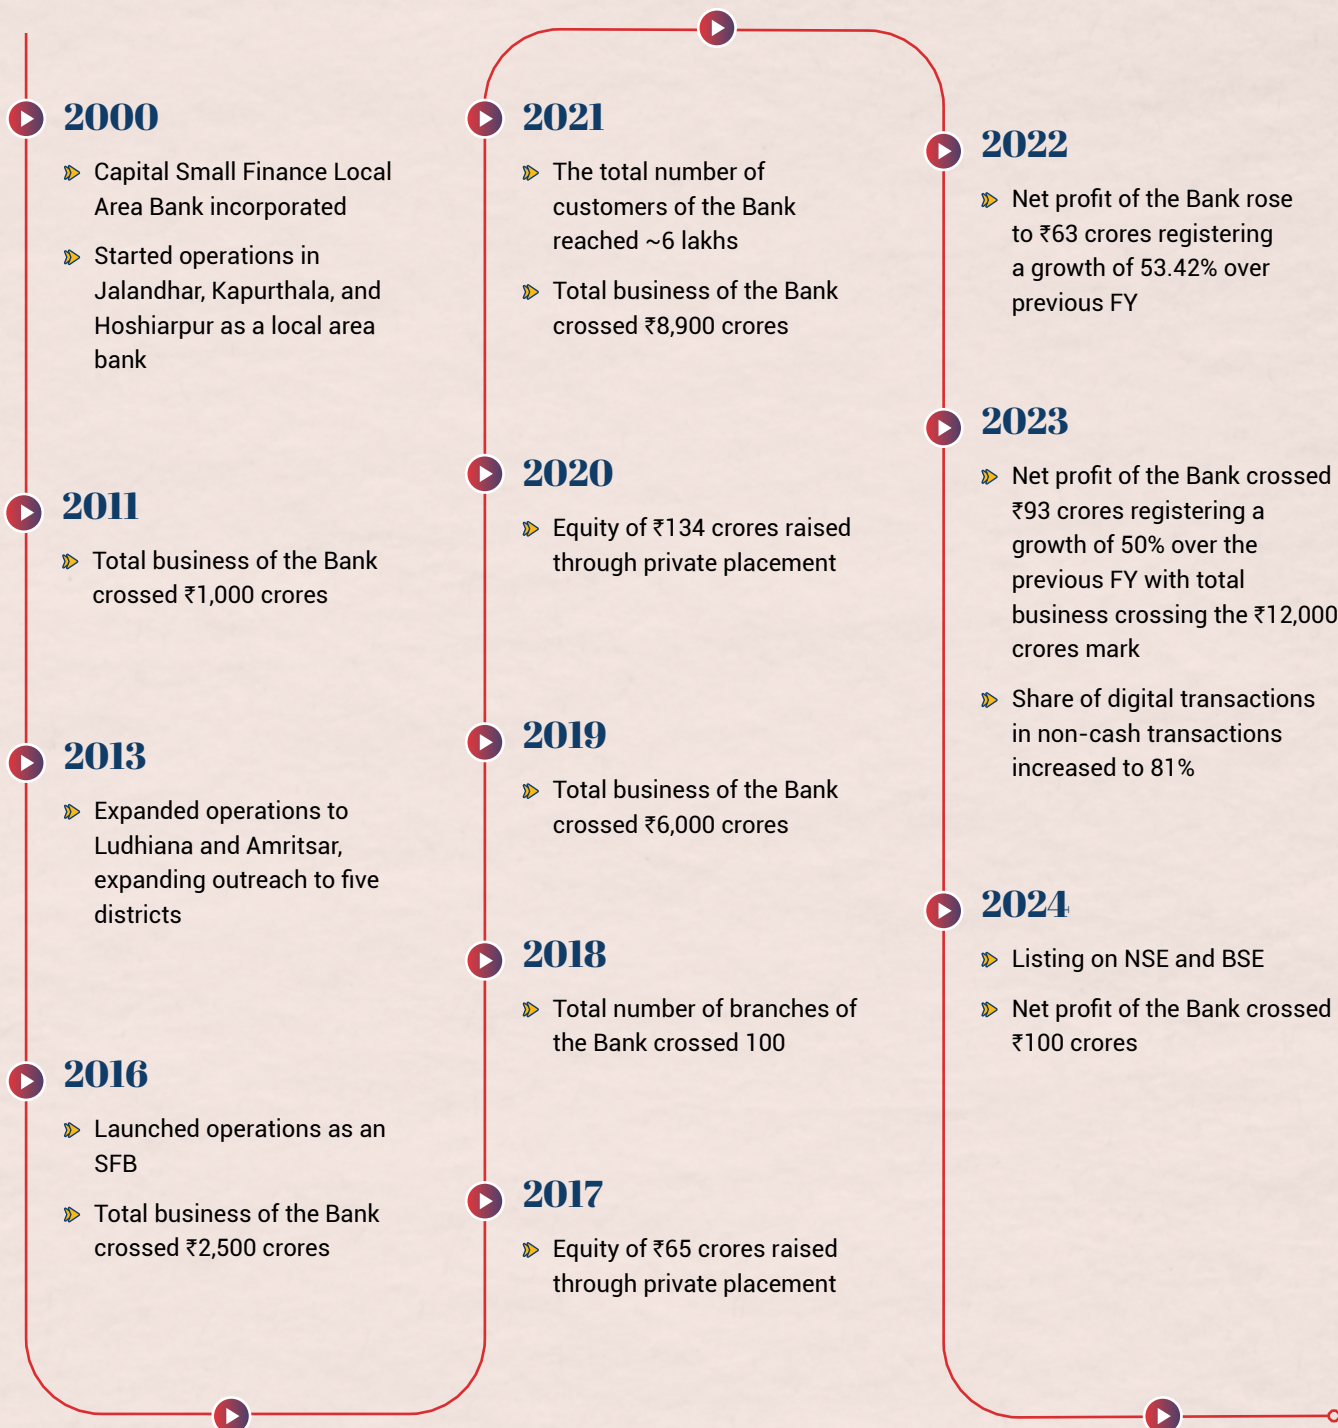 2000
Capital Small Finance Local
Area Bank incorporated
Started operations in
Jalandhar, Kapurthala, and
Hoshiarpur as a local area
bank
2011
Total business of the Bank
crossed ₹1,000 crores
2013
Expanded operations to
Ludhiana and Amritsar,
expanding outreach to five
districts
2016
Launched operations as an
SFB
Total business of the Bank
crossed ₹2,500 crores
2017
Equity of ₹65 crores raised
through private placement
2018
Total number of branches of
the Bank crossed 100
2019
Total business of the Bank
crossed ₹6,000 crores
2020
Equity of ₹134 crores raised
through private placement
2021
The total number of
customers of the Bank
reached ~6 lakhs
Total business of the Bank
crossed ₹8,900 crores
2022
Net profit of the Bank rose
to ₹63 crores registering
a growth of 53.42% over
previous FY
2023
Net profit of the Bank crossed
₹93 crores registering a
growth of 50% over the
previous FY with total
business crossing the ₹12,000
crores mark
Share of digital transactions
in non-cash transactions
increased to 81%
2024
Listing on NSE and BSE
Net profit of the Bank crossed
₹100 crores